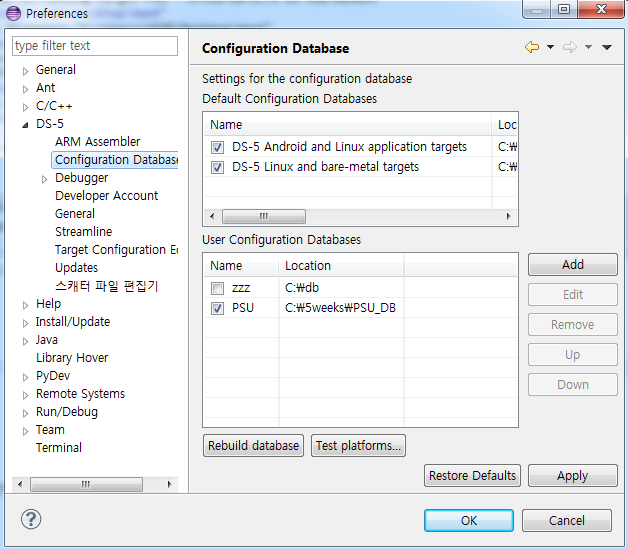 Preferences
type filter text
General
Ant
C/C++
DS-5
ARM Assembler
Configuration Database
Debugger
Developer Account
General
Streamline
Target Configuration Ec
Updates
스캐터 파일 편집기
Help
Install/Update
Java
Library Hover
PyDev
Remote Systems
Run/Debug
Team
Terminal
Configuration Database
Settings for the configuration database
Default Configuration Databases
Name Loc
DS-5 Android and Linux application targets C:₩
DS-5 Linux and bare-metal targets C:₩
User Configuration Databases
Name Location
zzz C:₩db
PSU C:₩5weeks₩PSU_DB
Add
Edit
Remove
Up
Down
Rebuild database Test platforms...
Restore Defaults Apply
OK Cancel